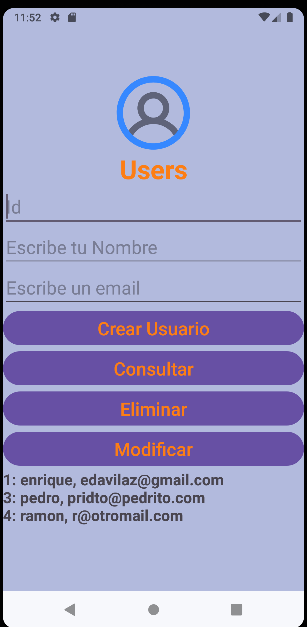 11:52
Users
Id
Escribe tu Nombre
Escribe un email
Crear Usuario
Consultar
Eliminar
Modificar
1: enrique, edavilaz@gmail.com
3: pedro, pridto@pedrito.com
4: ramon, r@otromail.com